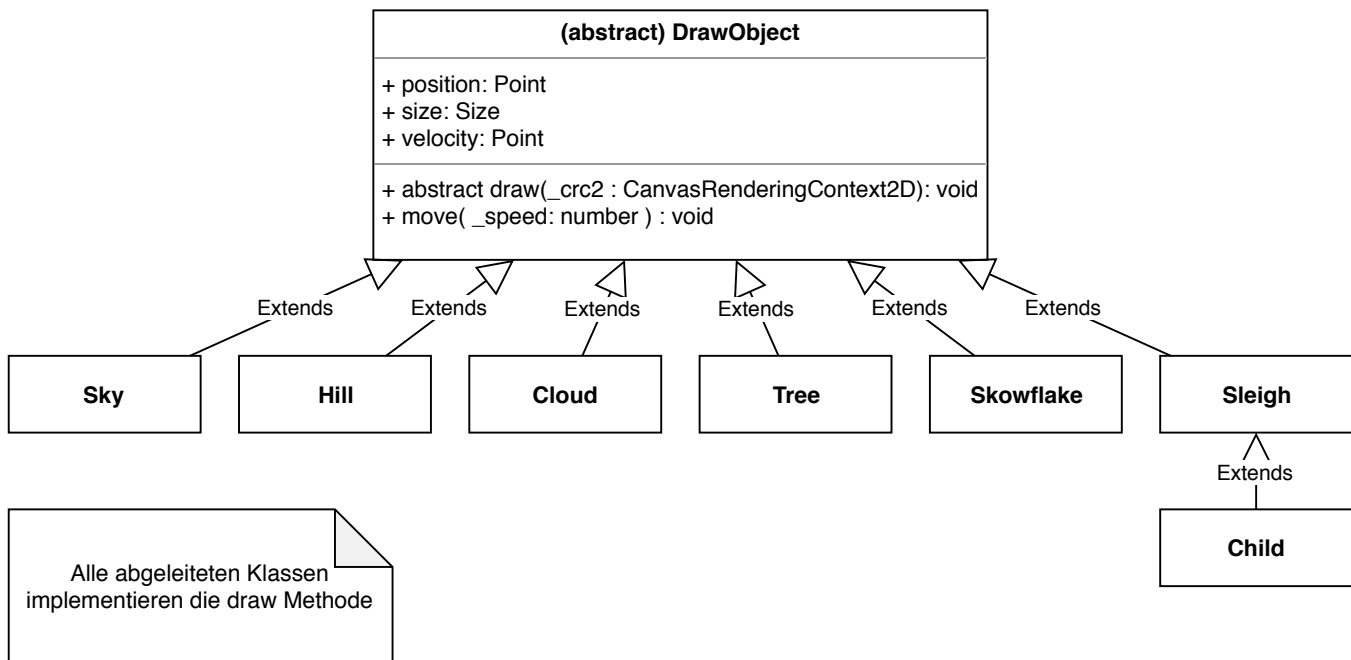 (abstract) DrawObject
+ position: Point
+ size: Size
+ velocity: Point
+ abstract draw(_crc2 : CanvasRenderingContext2D): void
+ move( _speed: number ) : void
Extends
Extends
Extends
Extends
Extends
Extends
Sky
Hill
Cloud
Tree
Skowflake
Sleigh
Extends
Child
Alle abgeleiteten Klassen
implementieren die draw Methode